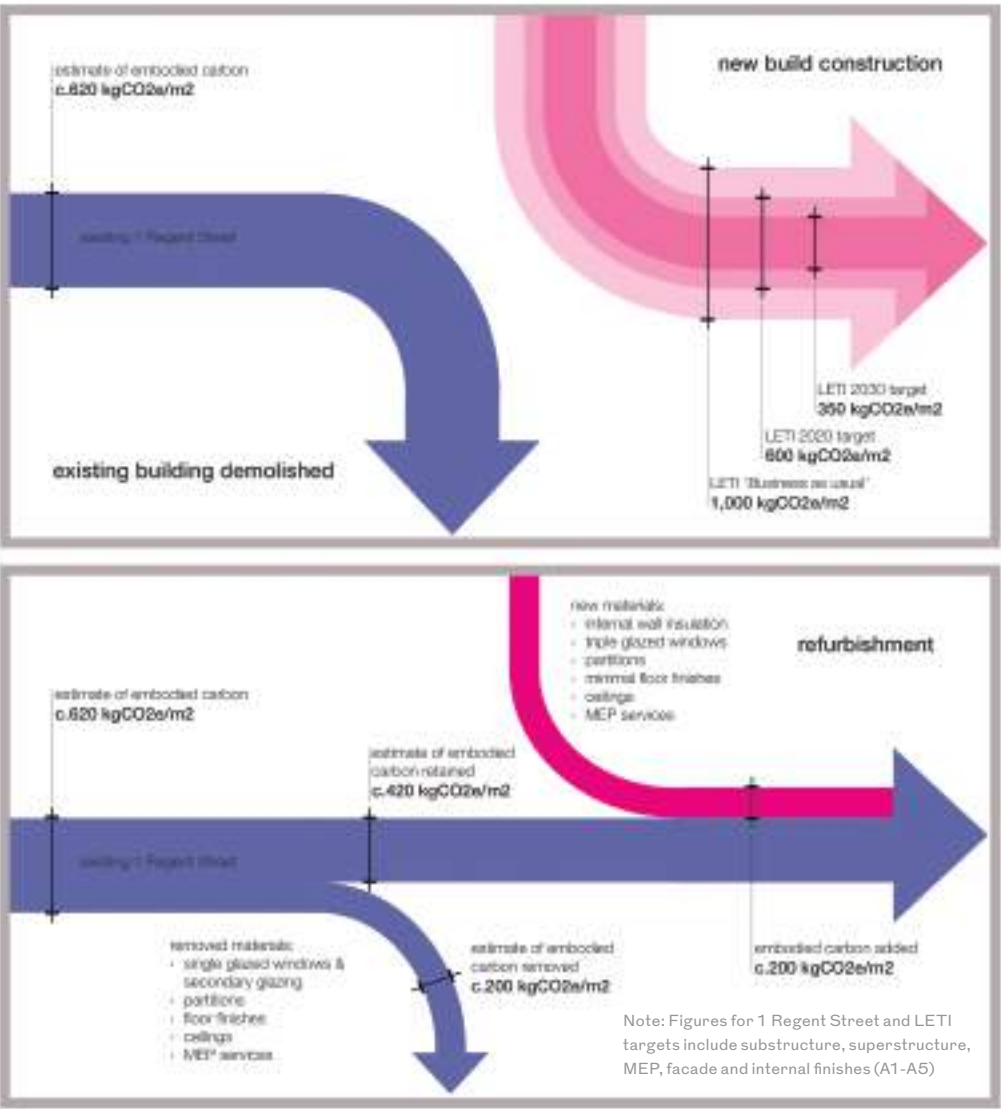 estimate of embodied carbon
c.620 kgCO2e/m2
new build construction
existing 1 Regent Street
existing building demolished
LETI 2030 target
350 kgCO2e/m2
LETI 2020 target
600 kgCO2e/m2
LETI 'Business as usual'
1,000 kgCO2e/m2
new materials:
- internal wall insulation
- triple glazed windows
- partitions
- minimal floor finishes
- ceilings
- MEP services
refurbishment
estimate of embodied carbon
c.620 kgCO2e/m2
estimate of embodied
carbon retained
c.420 kgCO2e/m2
existing 1 Regent Street
removed materials:
- single glazed windows &
secondary glazing
- partitions
- floor finishes
- ceilings
- MEP services
estimate of embodied
carbon removed
c.200 kgCO2e/m2
embodied carbon added
c.200 kgCO2e/m2
Note: Figures for 1 Regent Street and LETI
targets include substructure, superstructure,
MEP, facade and internal finishes (A1-A5)